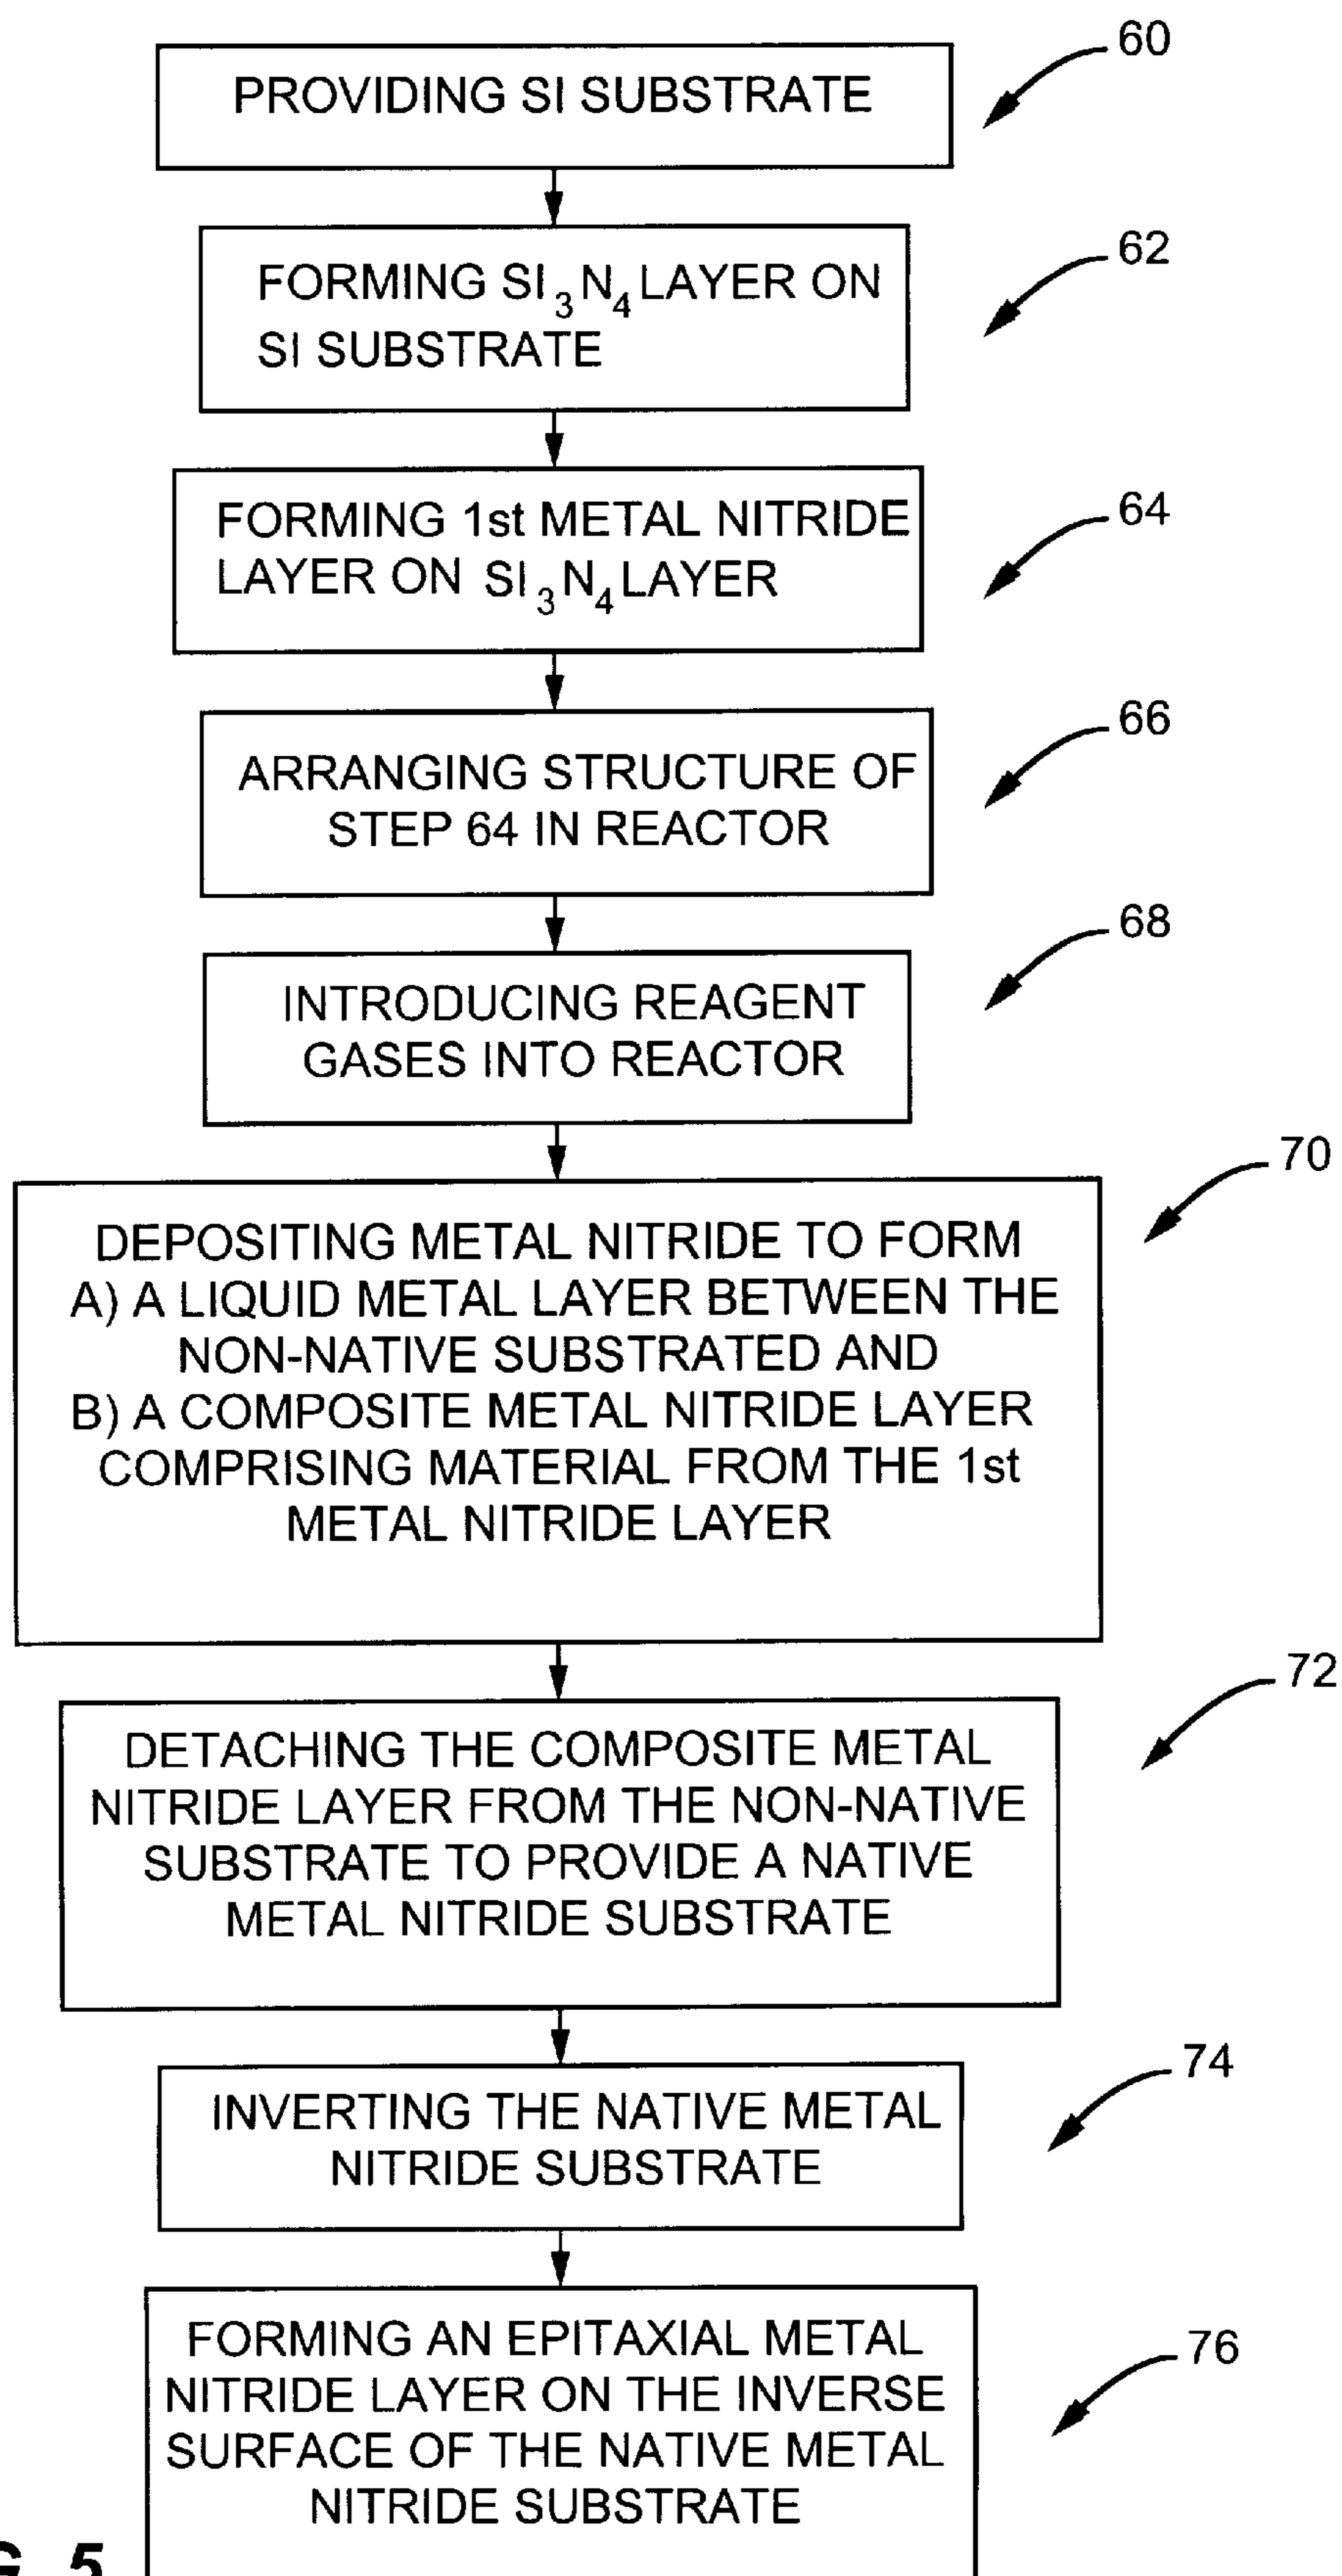 PROVIDING SI SUBSTRATE
60
FORMING SI3N4 LAYER ON
SI SUBSTRATE
62
FORMING 1st METAL NITRIDE
LAYER ON SI3N4 LAYER
64
ARRANGING STRUCTURE OF
STEP 64 IN REACTOR
66
INTRODUCING REAGENT
GASES INTO REACTOR
68
DEPOSITING METAL NITRIDE TO FORM
A) A LIQUID METAL LAYER BETWEEN THE
NON-NATIVE SUBSTRATED AND
B) A COMPOSITE METAL NITRIDE LAYER
COMPRISING MATERIAL FROM THE 1st
METAL NITRIDE LAYER
70
DETACHING THE COMPOSITE METAL
NITRIDE LAYER FROM THE NON-NATIVE
SUBSTRATE TO PROVIDE A NATIVE
METAL NITRIDE SUBSTRATE
72
INVERTING THE NATIVE METAL
NITRIDE SUBSTRATE
74
FORMING AN EPITAXIAL METAL
NITRIDE LAYER ON THE INVERSE
SURFACE OF THE NATIVE METAL
NITRIDE SUBSTRATE
76
G. 5